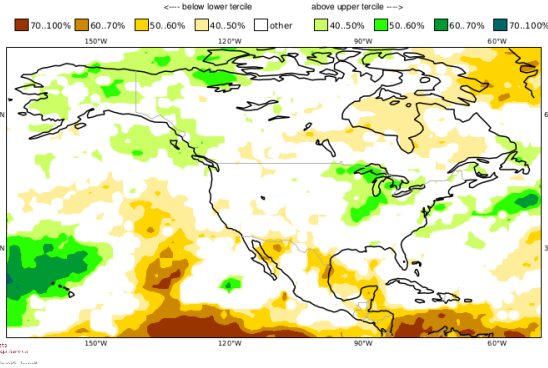 <---- below lower tercile above upper tercile ---->
70..100% 60..70% 50..60% 40..50% other 40..50% 50..60% 60..70% 70..100%
150°W 120°W 90°W 60°W
150°W 120°W 90°W 60°W